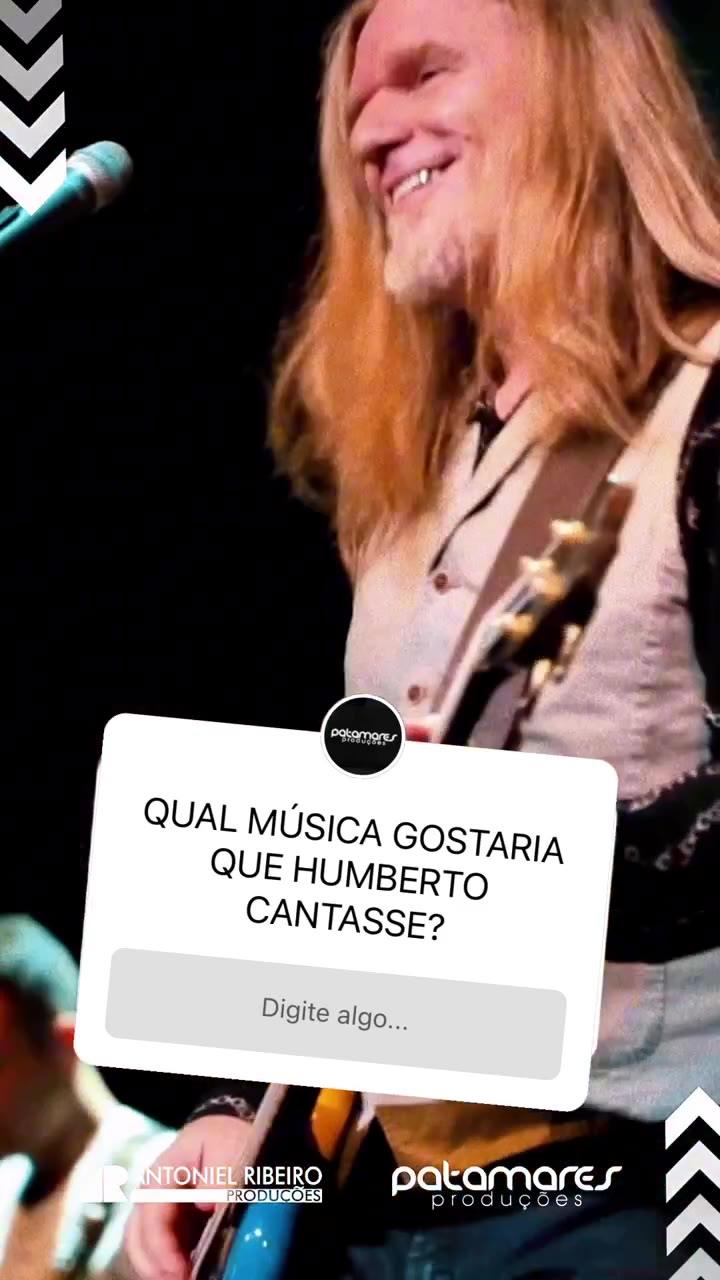 patamares
produções
QUAL MÚSICA GOSTARIA
QUE HUMBERTO
CANTASSE?
Digite algo...
R ANTONIEL RIBEIRO
PRODUÇÕES
patamares
produções